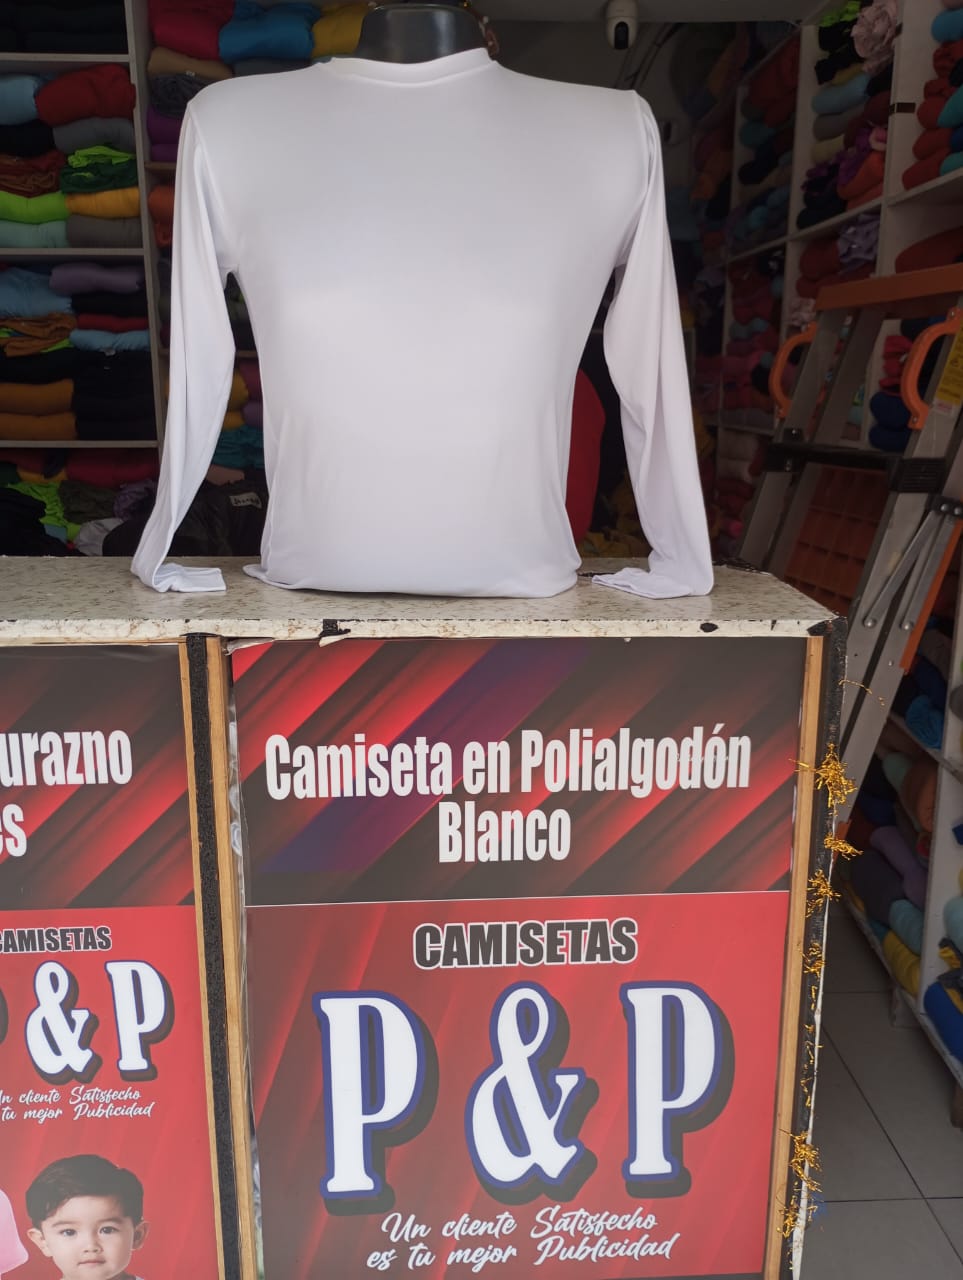 Camiseta en Polialgodón
Blanco
CAMISETAS
P & P
Un cliente Satisfecho
es tu mejor Publicidad
urazno
es
CAMISETAS
& P
Un cliente Satisfecho
tu mejor Publicidad